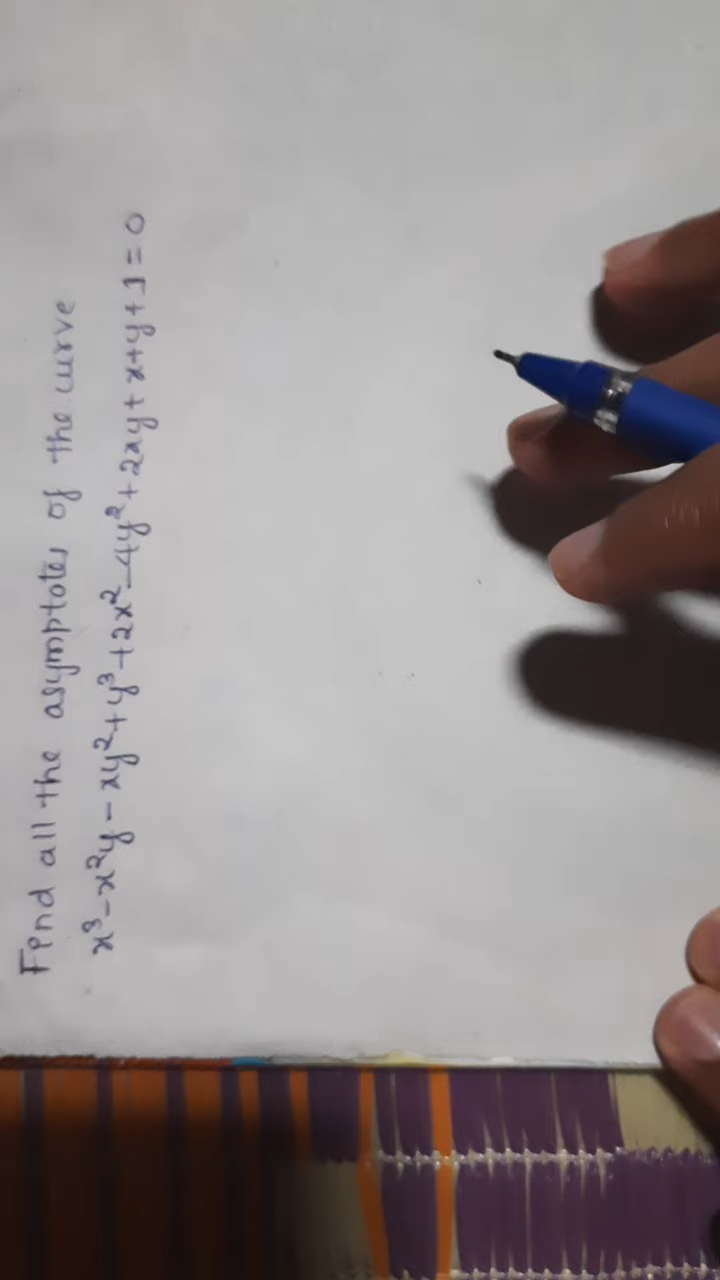 Find all the asymptotes of the curve
x³-x²y-xy²+y³+2x²-4y²+2xy+x+y+1=0